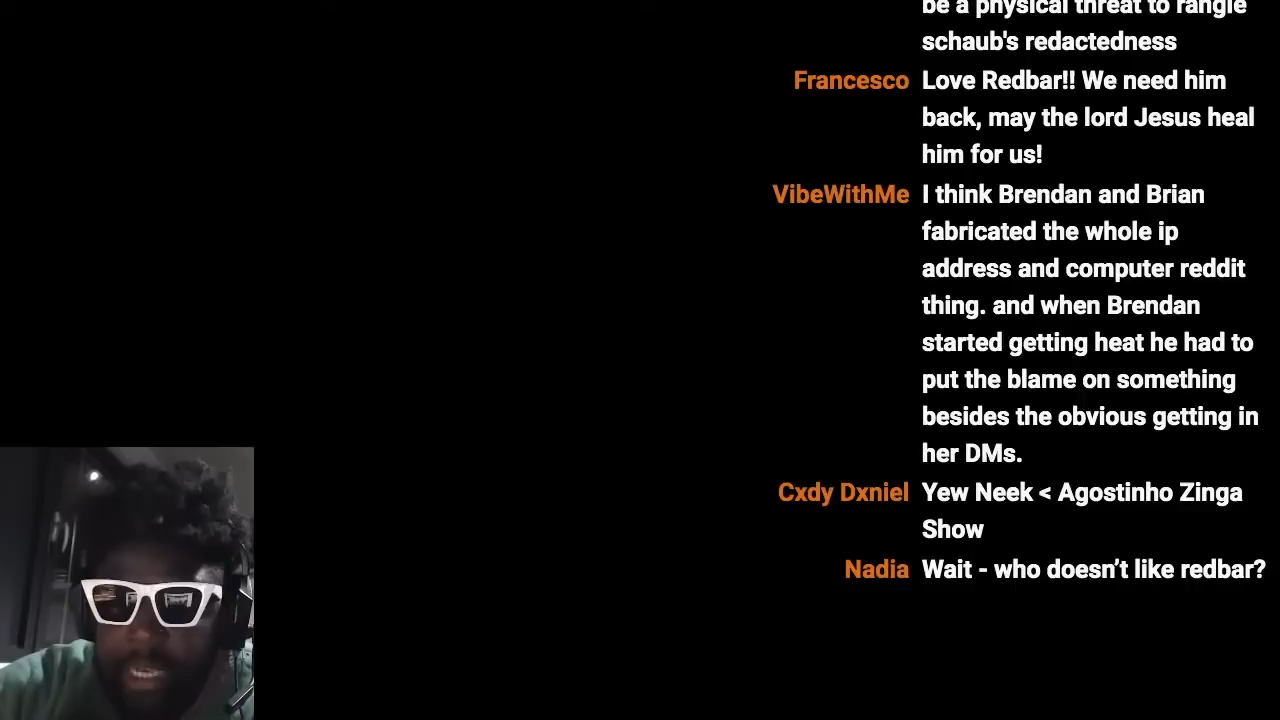 be a physical threat to rangle
schaub's redactedness
Francesco Love Redbar!! We need him
back, may the lord Jesus heal
him for us!
VibeWithMe I think Brendan and Brian
fabricated the whole ip
address and computer reddit
thing. and when Brendan
started getting heat he had to
put the blame on something
besides the obvious getting in
her DMs.
Cxdy Dxniel Yew Neek < Agostinho Zinga
Show
Nadia Wait - who doesn’t like redbar?